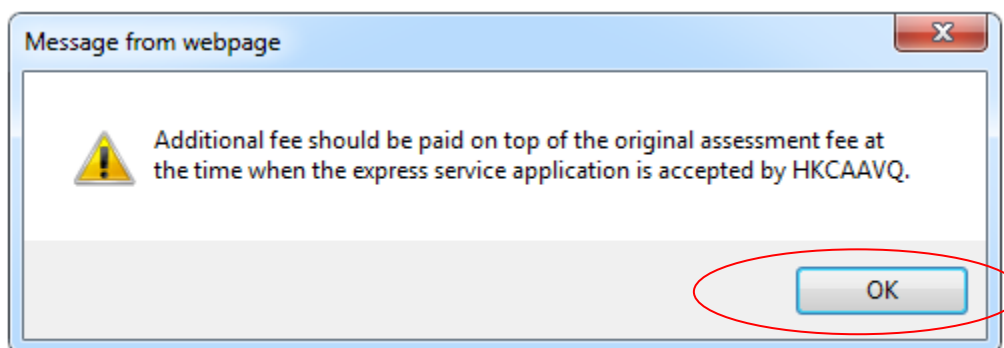 Message from webpage
Additional fee should be paid on top of the original assessment fee at
the time when the express service application is accepted by HKCAAVQ.
OK